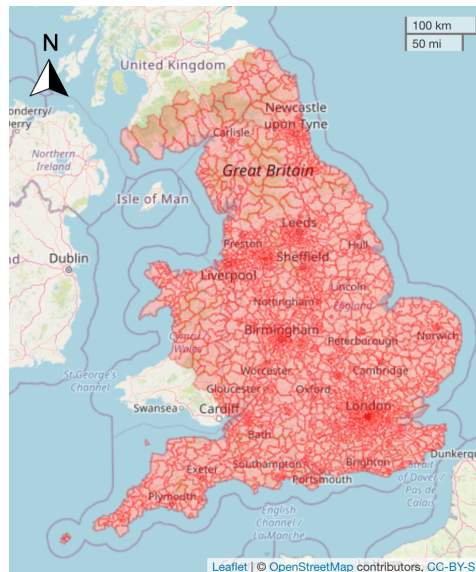 100 km
50 mi
N
United Kingdom
Newcastle
upon Tyne
onderry/
erry
Carlisle
Northern
Ireland
Great Britain
Isle of Man
Leeds
Preston
Hull
Sheffield
Dublin
Liverpool
Lincoln
Nottingham
England
Birmingham
Norwich
Peterborough
Cymru
Wales
St George's
Channel
Worcester
Cambridge
Gloucester
Oxford
Swansea
Cardiff
London
Bath
Exeter
Southampton
Brighton
Dunkerqu
Portsmouth
Strait
of Dover /
Pas de
Calais
Plymouth
English
Channel /
La Manche
Leaflet | © OpenStreetMap contributors, CC-BY-S